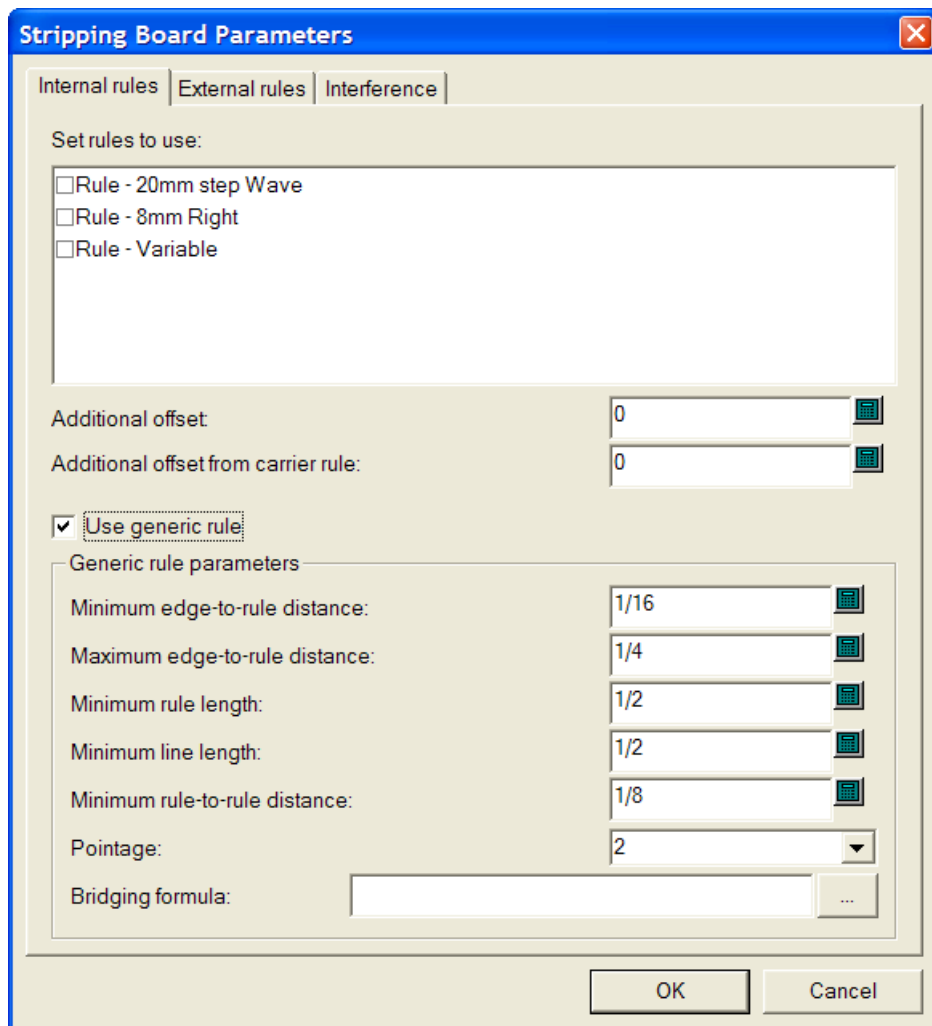 Stripping Board Parameters
Internal rules External rules Interference
Set rules to use:
Rule - 20mm step Wave
Rule - 8mm Right
Rule - Variable
Additional offset: 0
Additional offset from carrier rule: 0
Use generic rule
Generic rule parameters
Minimum edge-to-rule distance: 1/16
Maximum edge-to-rule distance: 1/4
Minimum rule length: 1/2
Minimum line length: 1/2
Minimum rule-to-rule distance: 1/8
Pointage: 2
Bridging formula: ...
OK Cancel